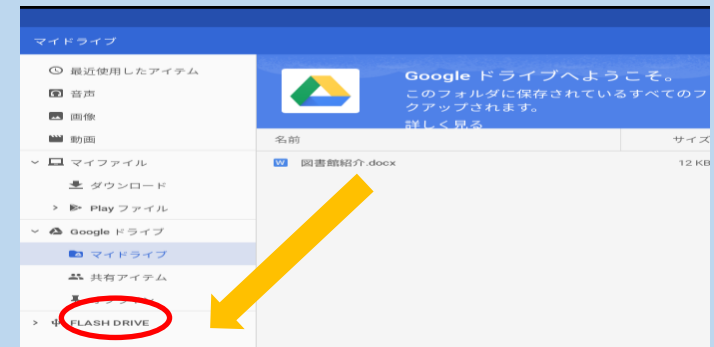 マイドライブ
最近使用したアイテム
音声
画像
動画
マイファイル
ダウンロード
Play ファイル
Google ドライブ
マイドライブ
共有アイテム
FLASH DRIVE
Google ドライブへようこそ。
このフォルダに保存されているすべてのフ
クアップされます。
詳しく見る
名前 サイズ
W 図書館紹介.docx 12 KB